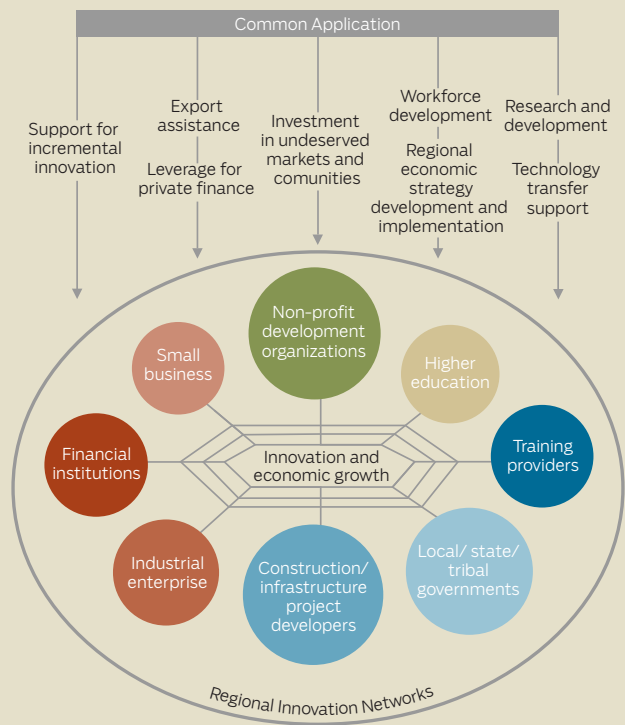 Common Application
Support for
incremental
innovation
Export
assistance
Leverage for
private finance
Investment
in undeserved
markets and
comunities
Workforce
development
Regional
economic
strategy
development and
implementation
Research and
development
Technology
transfer
support
Non-profit
development
organizations
Small
business
Higher
education
Financial
institutions
Innovation and
economic growth
Training
providers
Industrial
enterprise
Construction/
infrastructure
project
developers
Local/ state/
tribal
governments
Regional Innovation Networks